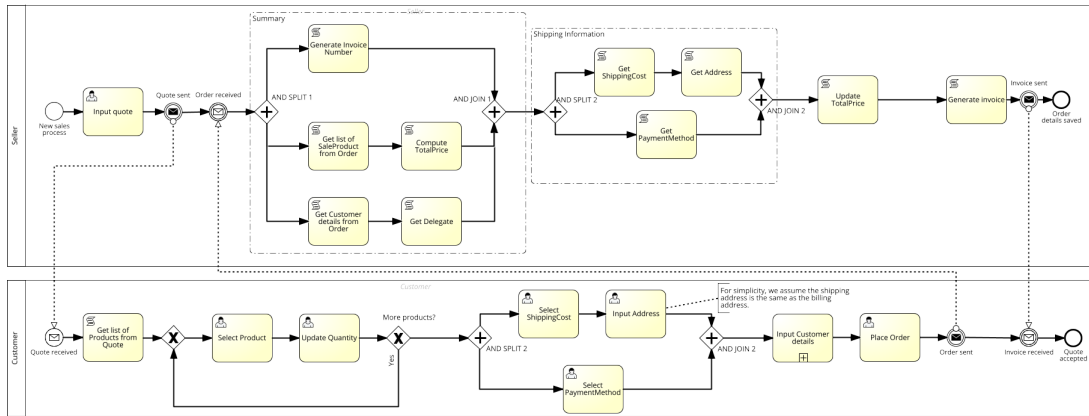 Seller
Seller
Summary
Shipping Information
Generate Invoice
Number
Get
ShippingCost
Get Address
Input quote
Quote sent
Order received
AND SPLIT 1
AND JOIN 1
AND SPLIT 2
AND JOIN 2
Update
TotalPrice
Generate invoice
Invoice sent
New sales
process
Order
details saved
Get list of
SaleProduct
from Order
Compute
TotalPrice
Get
PaymentMethod
Get Customer
details from
Order
Get Delegate
Customer
Customer
For simplicity, we assume the shipping
address is the same as the billing
address.
Quote received
Get list of
Products from
Quote
Select Product
Update Quantity
More products?
Yes
AND SPLIT 2
Select
ShippingCost
Input Address
AND JOIN 2
Select
PaymentMethod
Input Customer
details
Place Order
Order sent
Invoice received
Quote
accepted